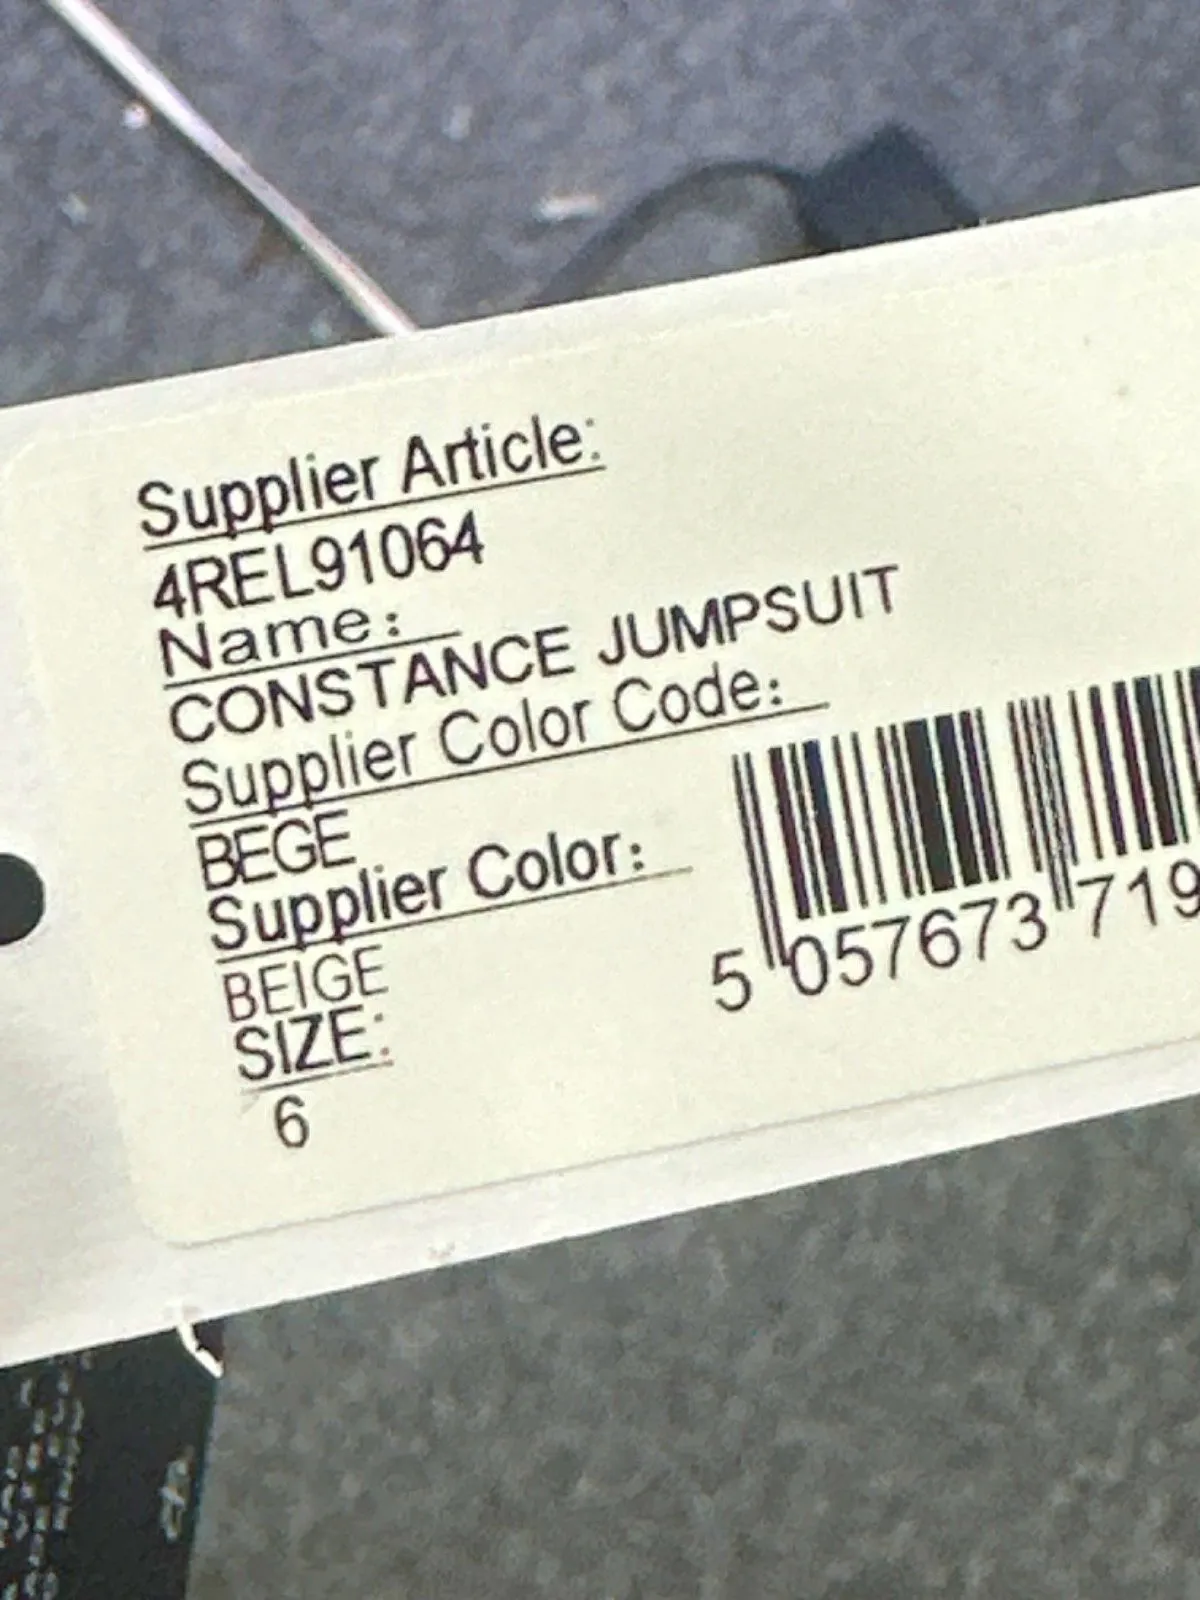 Supplier Article:
4REL91064
Name:
CONSTANCE JUMPSUIT
Supplier Color Code:
BEGE
Supplier Color:
BEIGE
SIZE:
6
5 057673 719